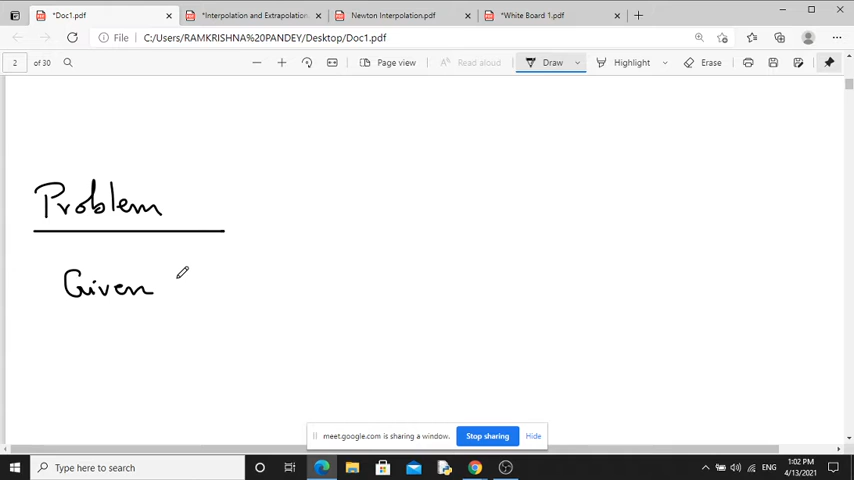 *Doc1.pdf
*Interpolation and Extrapolation
Newton Interpolation.pdf
*White Board 1.pdf
File
C:/Users/RAMKRISHNA%20PANDEY/Desktop/Doc1.pdf
2 of 30
Page view
Read aloud
Draw
Highlight
Erase
Problem
Given
meet.google.com is sharing a window.
Stop sharing
Hide
Type here to search
ENG
1:02 PM
4/13/2021